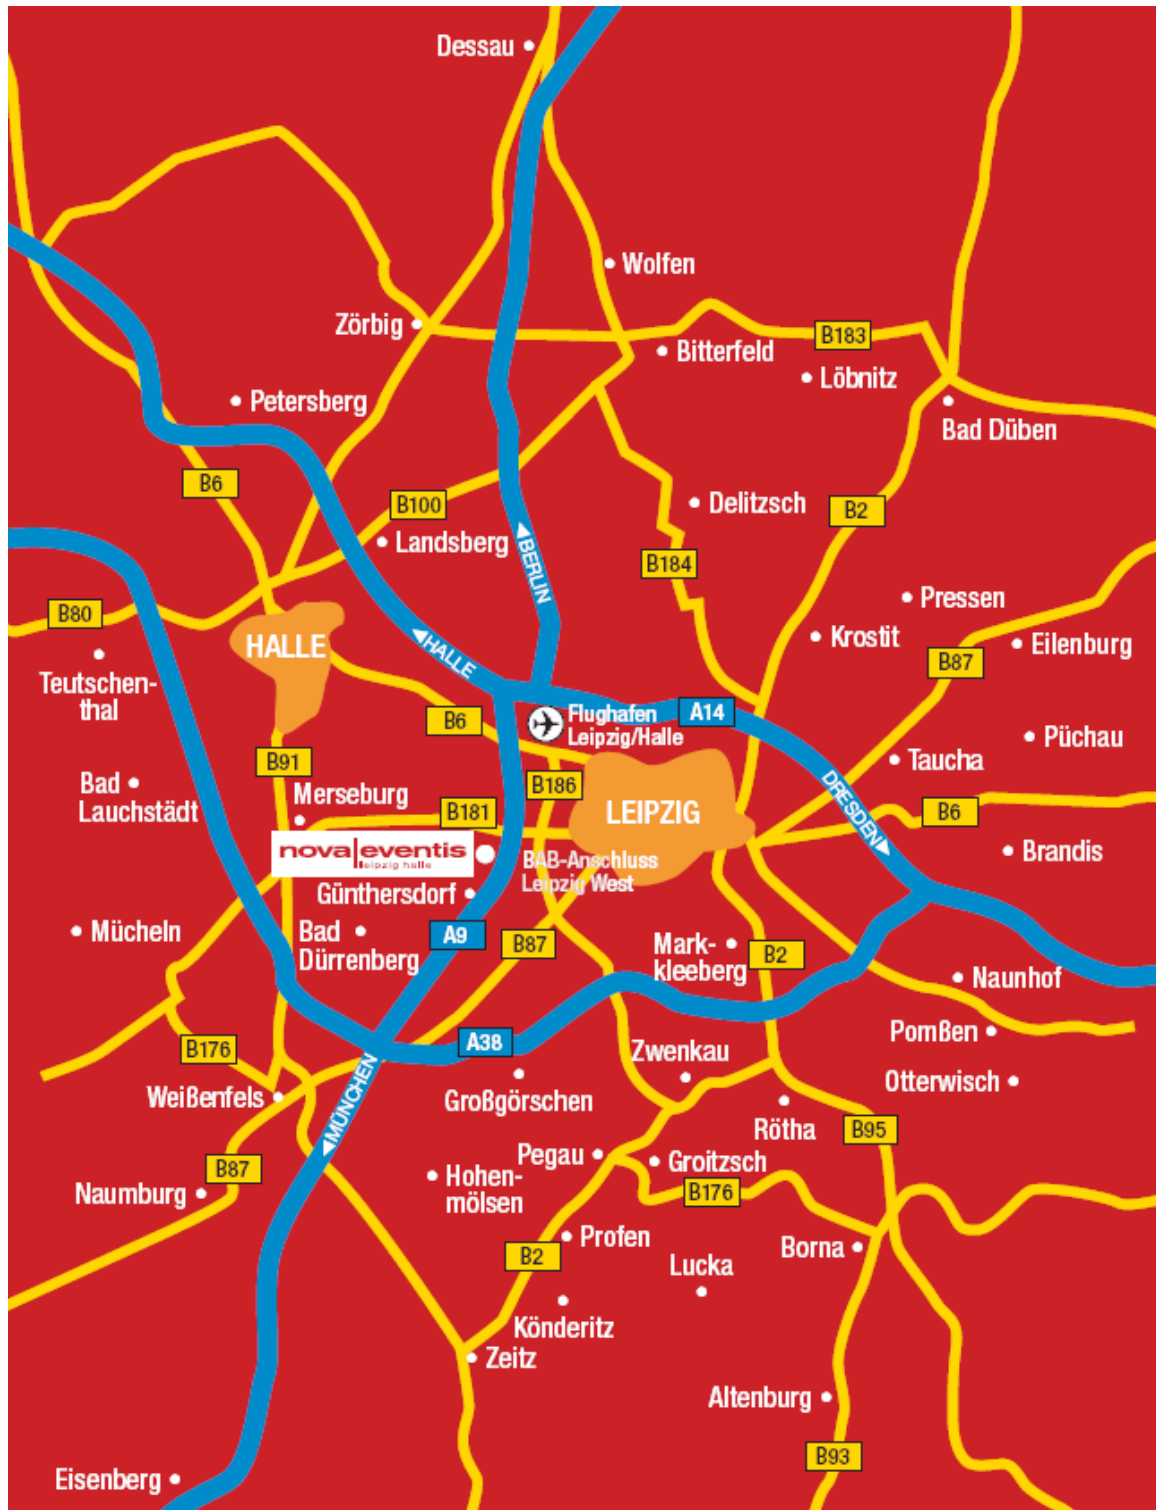 Dessau
Wolfen
Zörbig
B183
Bitterfeld
Löbnitz
Petersberg
Bad Düben
B6
B100
Delitzsch
B2
Landsberg
BERLIN
B184
Pressen
B80
Krostit
Eilenburg
HALLE
HALLE
B87
Teutschen-
thal
Flughafen
Leipzig/Halle
A14
B6
Püchau
B91
Taucha
Bad
Lauchstädt
Merseburg
B186
DRESDEN
B181
LEIPZIG
B6
nova eventis
leipzig halle
BAB-Anschluss
Leipzig West
Brandis
Günthersdorf
Mücheln
Bad
Dürrenberg
A9
B87
Mark-
kleeberg
B2
Naunhof
Pomßen
B176
A38
Zwenkau
Otterwisch
Weißenfels
MÜNCHEN
Großgörschen
Rötha
B95
Pegau
Groitzsch
B87
Naumburg
Hohen-
mölsen
B176
Profen
Borna
B2
Lucka
Könderitz
Zeitz
Altenburg
B93
Eisenberg